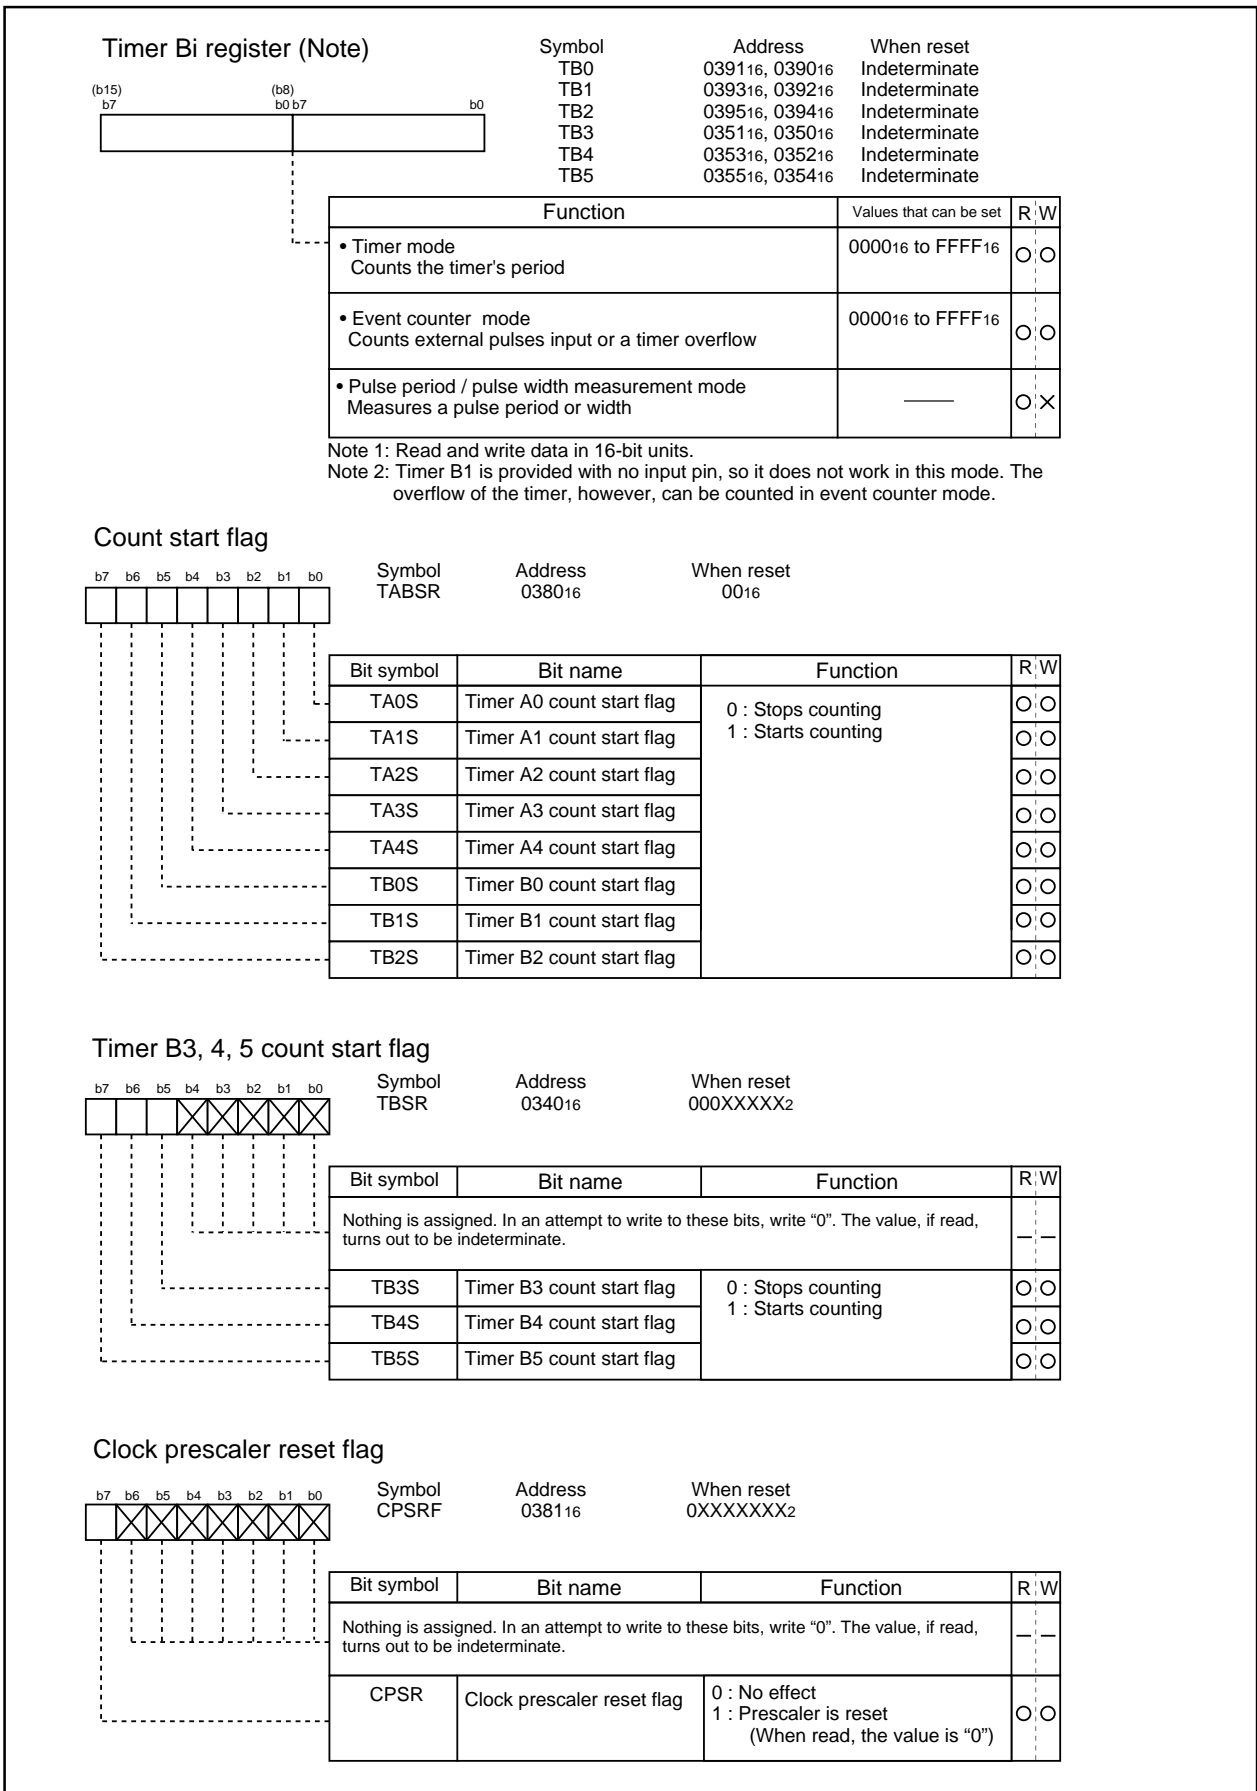 Timer Bi register (Note)
Symbol Address When reset
TB0 039116, 039016 Indeterminate
TB1 039316, 039216 Indeterminate
TB2 039516, 039416 Indeterminate
TB3 035116, 035016 Indeterminate
TB4 035316, 035216 Indeterminate
TB5 035516, 035416 Indeterminate
(b15) (b8)
b7 b0 b7 b0
Function Values that can be set R W
• Timer mode 000016 to FFFF16
Counts the timer's period
• Event counter mode 000016 to FFFF16
Counts external pulses input or a timer overflow
• Pulse period / pulse width measurement mode
Measures a pulse period or width
Note 1: Read and write data in 16-bit units.
Note 2: Timer B1 is provided with no input pin, so it does not work in this mode. The
overflow of the timer, however, can be counted in event counter mode.
Count start flag
b7 b6 b5 b4 b3 b2 b1 b0
Symbol Address When reset
TABSR 038016 0016
Bit symbol Bit name Function R W
TA0S Timer A0 count start flag 0 : Stops counting
1 : Starts counting
TA1S Timer A1 count start flag
TA2S Timer A2 count start flag
TA3S Timer A3 count start flag
TA4S Timer A4 count start flag
TB0S Timer B0 count start flag
TB1S Timer B1 count start flag
TB2S Timer B2 count start flag
Timer B3, 4, 5 count start flag
b7 b6 b5 b4 b3 b2 b1 b0
Symbol Address When reset
TBSR 034016 000XXXXX2
Bit symbol Bit name Function R W
Nothing is assigned. In an attempt to write to these bits, write “0”. The value, if read,
turns out to be indeterminate.
TB3S Timer B3 count start flag 0 : Stops counting
1 : Starts counting
TB4S Timer B4 count start flag
TB5S Timer B5 count start flag
Clock prescaler reset flag
b7 b6 b5 b4 b3 b2 b1 b0
Symbol Address When reset
CPSRF 038116 0XXXXXXX2
Bit symbol Bit name Function R W
Nothing is assigned. In an attempt to write to these bits, write “0”. The value, if read,
turns out to be indeterminate.
CPSR Clock prescaler reset flag 0 : No effect
1 : Prescaler is reset
(When read, the value is “0”)